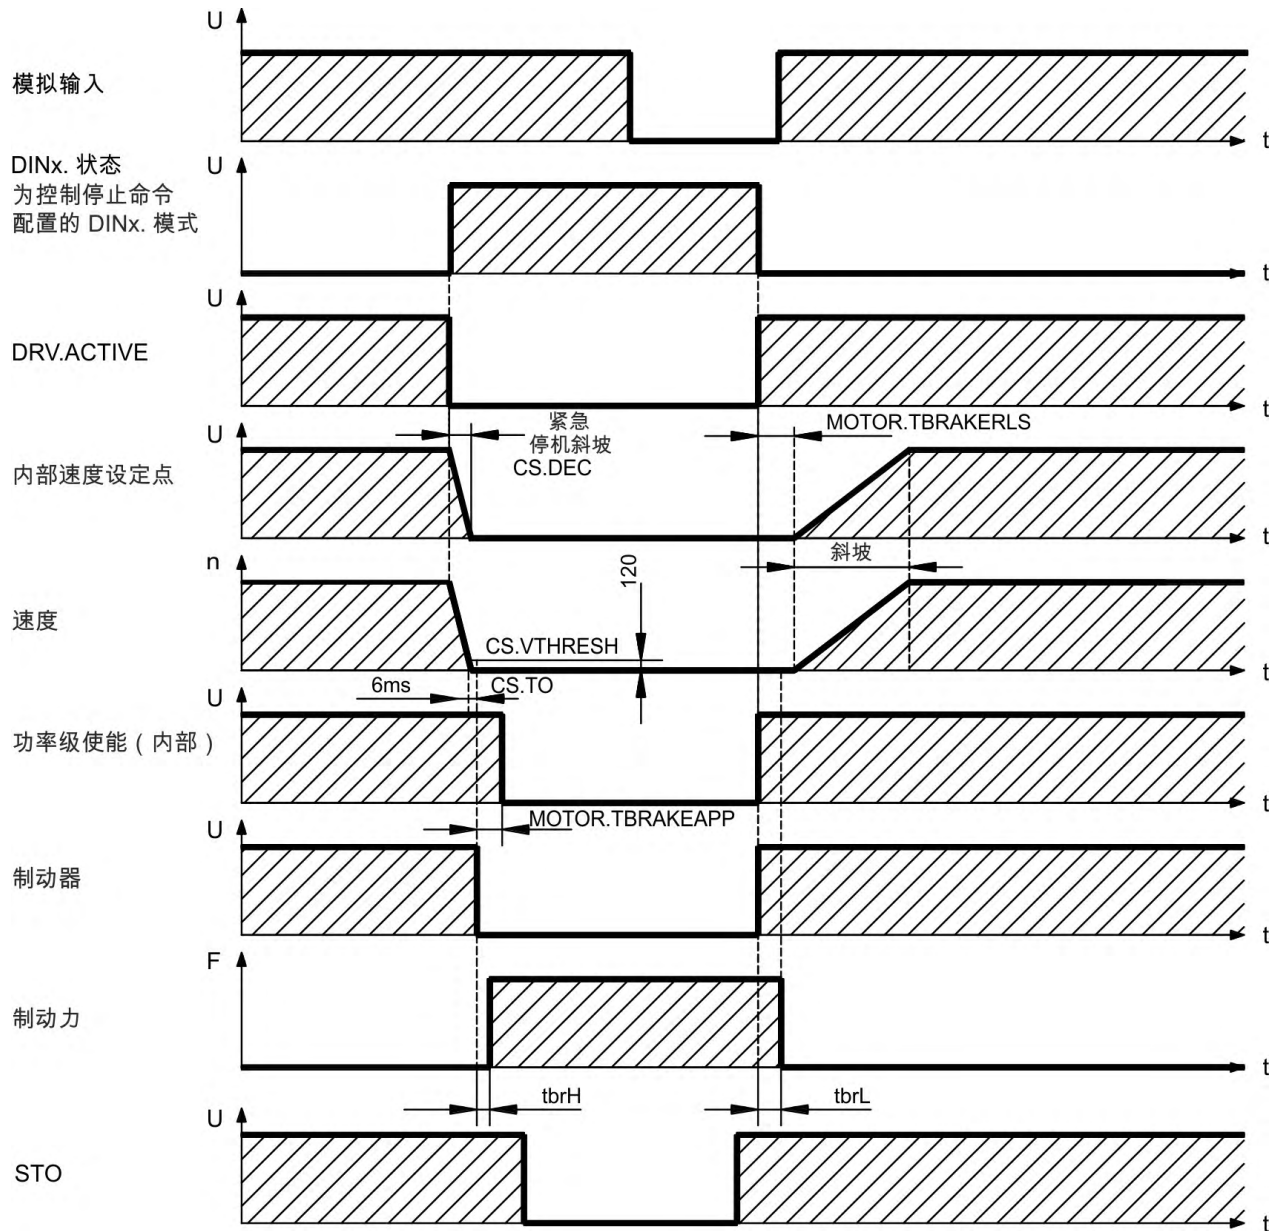 U
模拟输入
t
DINx. 状态
为控制停止命令
配置的 DINx. 模式
U
t
U
DRV.ACTIVE
t
U
内部速度设定点
紧急
停机斜坡
CS.DEC
MOTOR.TBRAKERLS
t
n
速度
120
斜坡
CS.VTHRESH
t
6ms
CS.TO
U
功率级使能（内部）
t
MOTOR.TBRAKEAPP
U
制动器
t
F
制动力
t
tbrH
tbrL
U
STO
t